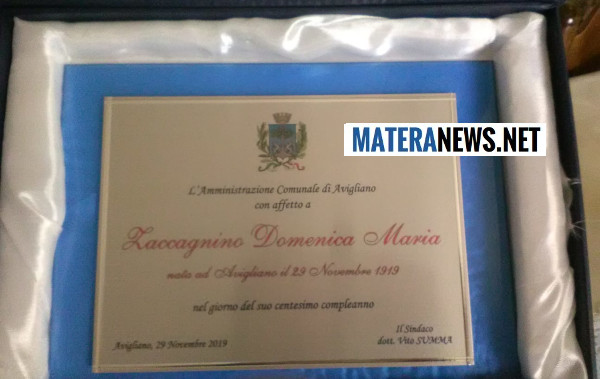 MATERANEWS.NET
L'Amministrazione Comunale di Avigliano
con affetto a
Zaccagnino Domenica Maria
nata ad Avigliano il 29 Novembre 1919
nel giorno del suo centesimo compleanno
Avigliano, 29 Novembre 2019
Il Sindaco
dott. Vito SUMMA